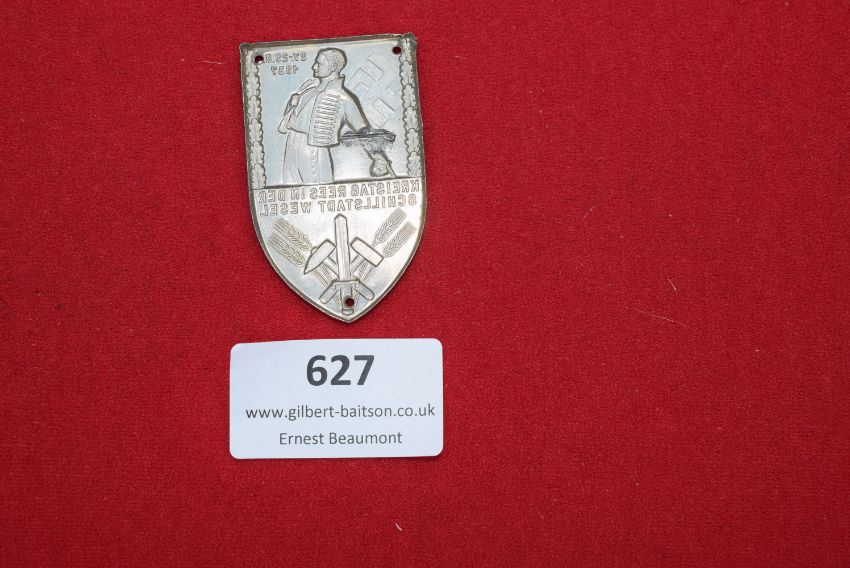 27.-29.8.
1937
KREISTAG REES IN DER
SCHILLSTADT WESEL
627
www.gilbert-baitson.co.uk
Ernest Beaumont